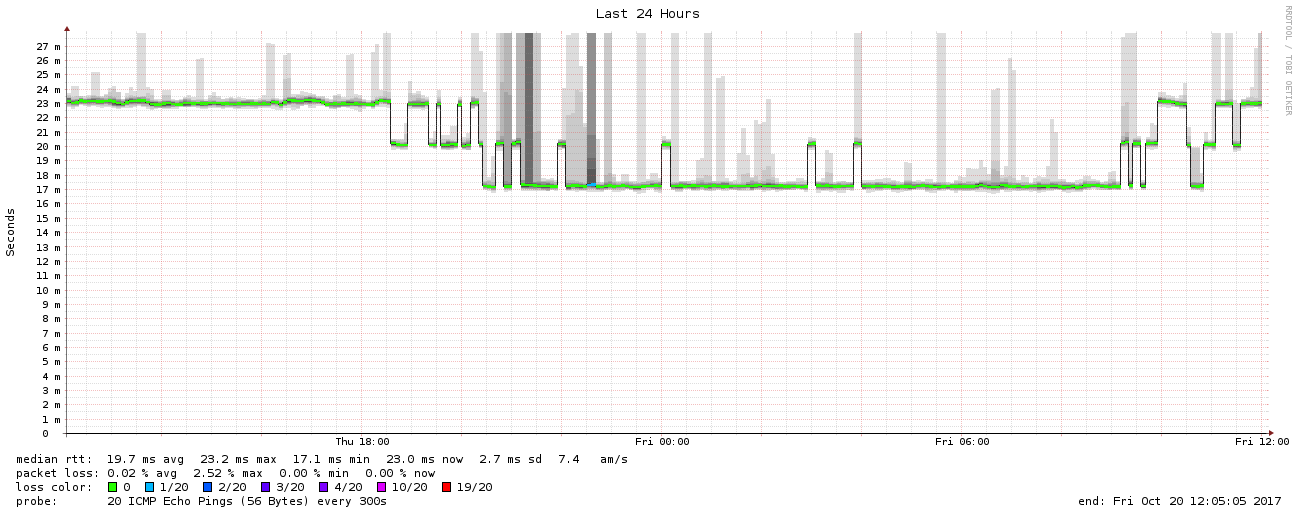 Last 24 Hours
RRDTOOL / TOBI OETIKER
Seconds
27 m
26 m
25 m
24 m
23 m
22 m
21 m
20 m
19 m
18 m
17 m
16 m
15 m
14 m
13 m
12 m
11 m
10 m
9 m
8 m
7 m
6 m
5 m
4 m
3 m
2 m
1 m
0
Thu 18:00 Fri 00:00 Fri 06:00 Fri 12:00
median rtt: 19.7 ms avg 23.2 ms max 17.1 ms min 23.0 ms now 2.7 ms sd 7.4 am/s
packet loss: 0.02 % avg 2.52 % max 0.00 % min 0.00 % now
loss color: 0 1/20 2/20 3/20 4/20 10/20 19/20
probe: 20 ICMP Echo Pings (56 Bytes) every 300s end: Fri Oct 20 12:05:05 2017